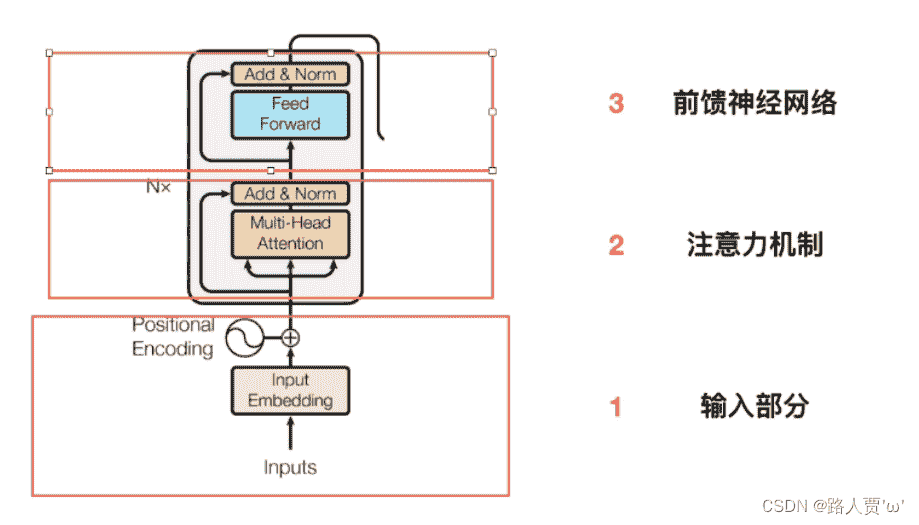 Add & Norm
Feed
Forward
3 前馈神经网络
N×
Add & Norm
Multi-Head
Attention
2 注意力机制
Positional
Encoding
Input
Embedding
1 输入部分
Inputs
CSDN @路人贾'ω'